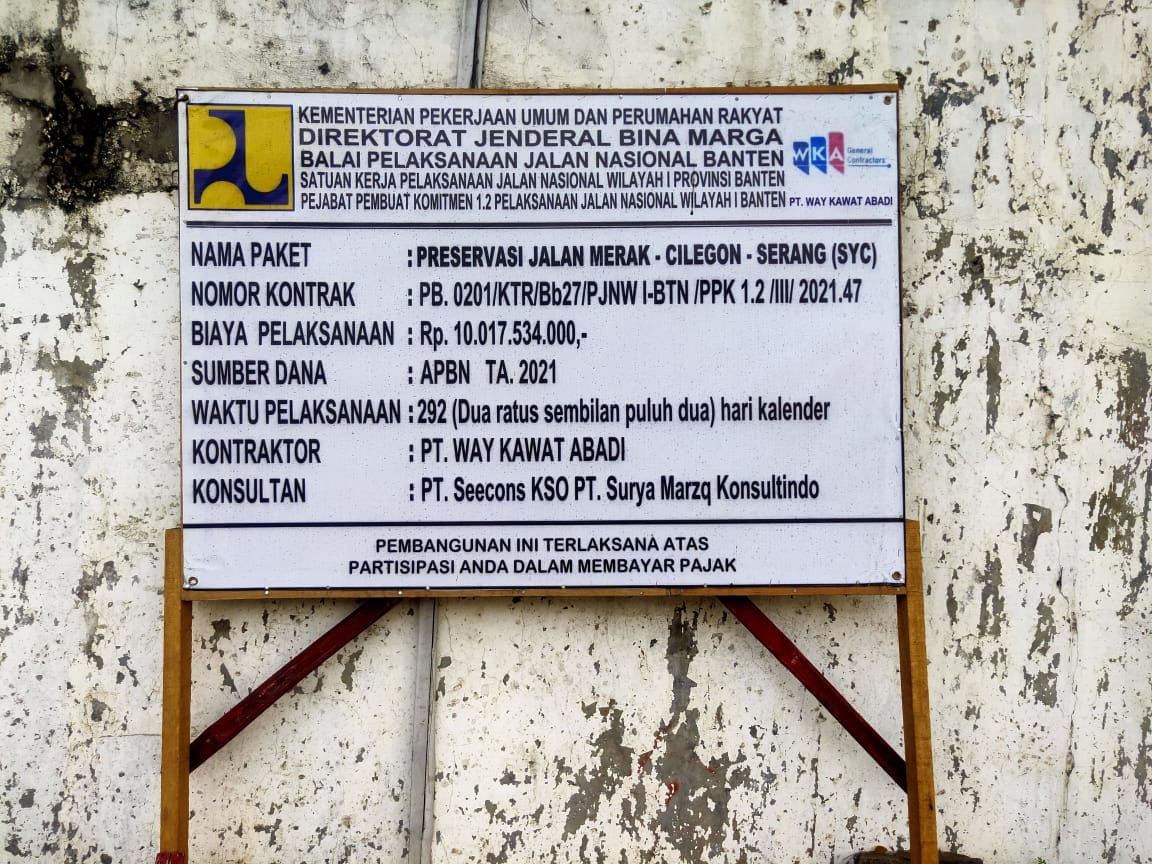 KEMENTERIAN PEKERJAAN UMUM DAN PERUMAHAN RAKYAT
DIREKTORAT JENDERAL BINA MARGA
BALAI PELAKSANAAN JALAN NASIONAL BANTEN
SATUAN KERJA PELAKSANAAN JALAN NASIONAL WILAYAH I PROVINSI BANTEN
PEJABAT PEMBUAT KOMITMEN 1.2 PELAKSANAAN JALAN NASIONAL WILAYAH I BANTEN
WKA General Contractors
PT. WAY KAWAT ABADI
NAMA PAKET : PRESERVASI JALAN MERAK - CILEGON - SERANG (SYC)
NOMOR KONTRAK : PB. 0201/KTR/Bb27/PJNW I-BTN /PPK 1.2 /III/ 2021.47
BIAYA PELAKSANAAN : Rp. 10.017.534.000,-
SUMBER DANA : APBN TA. 2021
WAKTU PELAKSANAAN : 292 (Dua ratus sembilan puluh dua) hari kalender
KONTRAKTOR : PT. WAY KAWAT ABADI
KONSULTAN : PT. Seecons KSO PT. Surya Marzq Konsultindo
PEMBANGUNAN INI TERLAKSANA ATAS
PARTISIPASI ANDA DALAM MEMBAYAR PAJAK